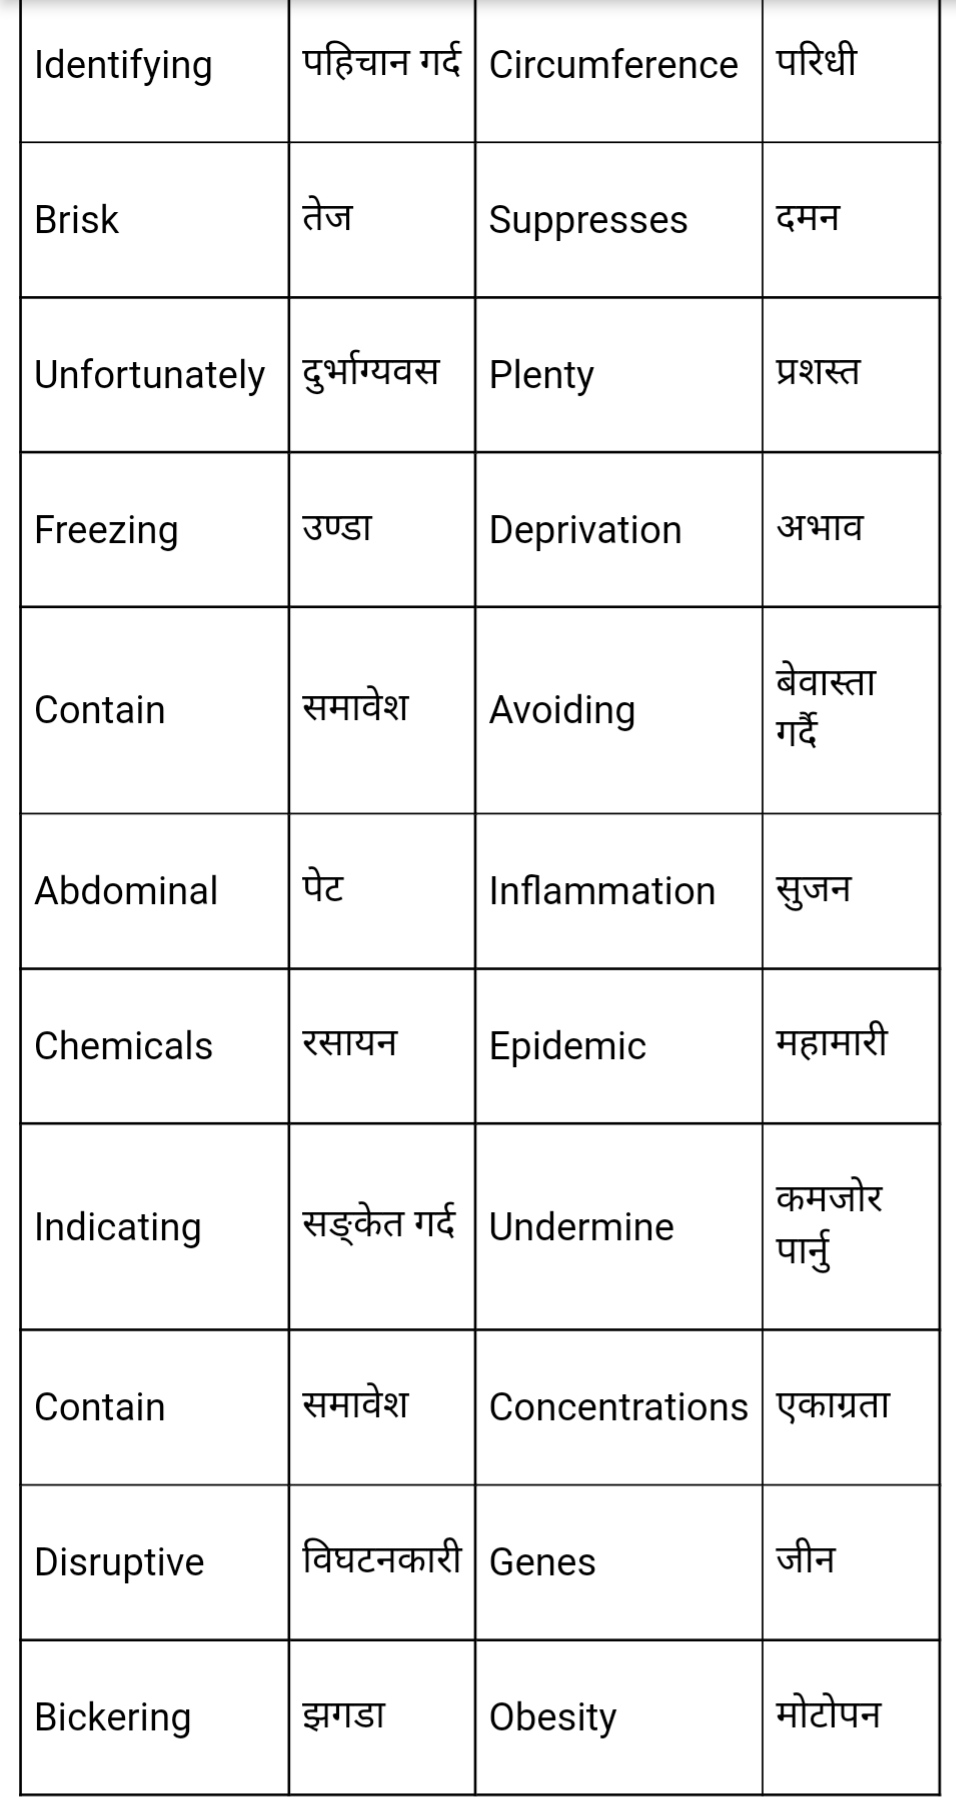 Identifying पहिचान गर्द Circumference परिधी
Brisk तेज Suppresses दमन
Unfortunately दुर्भाग्यवस Plenty प्रशस्त
Freezing उण्डा Deprivation अभाव
Contain समावेश Avoiding बेवास्ता
गर्दै
Abdominal पेट Inflammation सुजन
Chemicals रसायन Epidemic महामारी
Indicating सङ्केत गर्द Undermine कमजोर
पार्नु
Contain समावेश Concentrations एकाग्रता
Disruptive विघटनकारी Genes जीन
Bickering झगडा Obesity मोटोपन